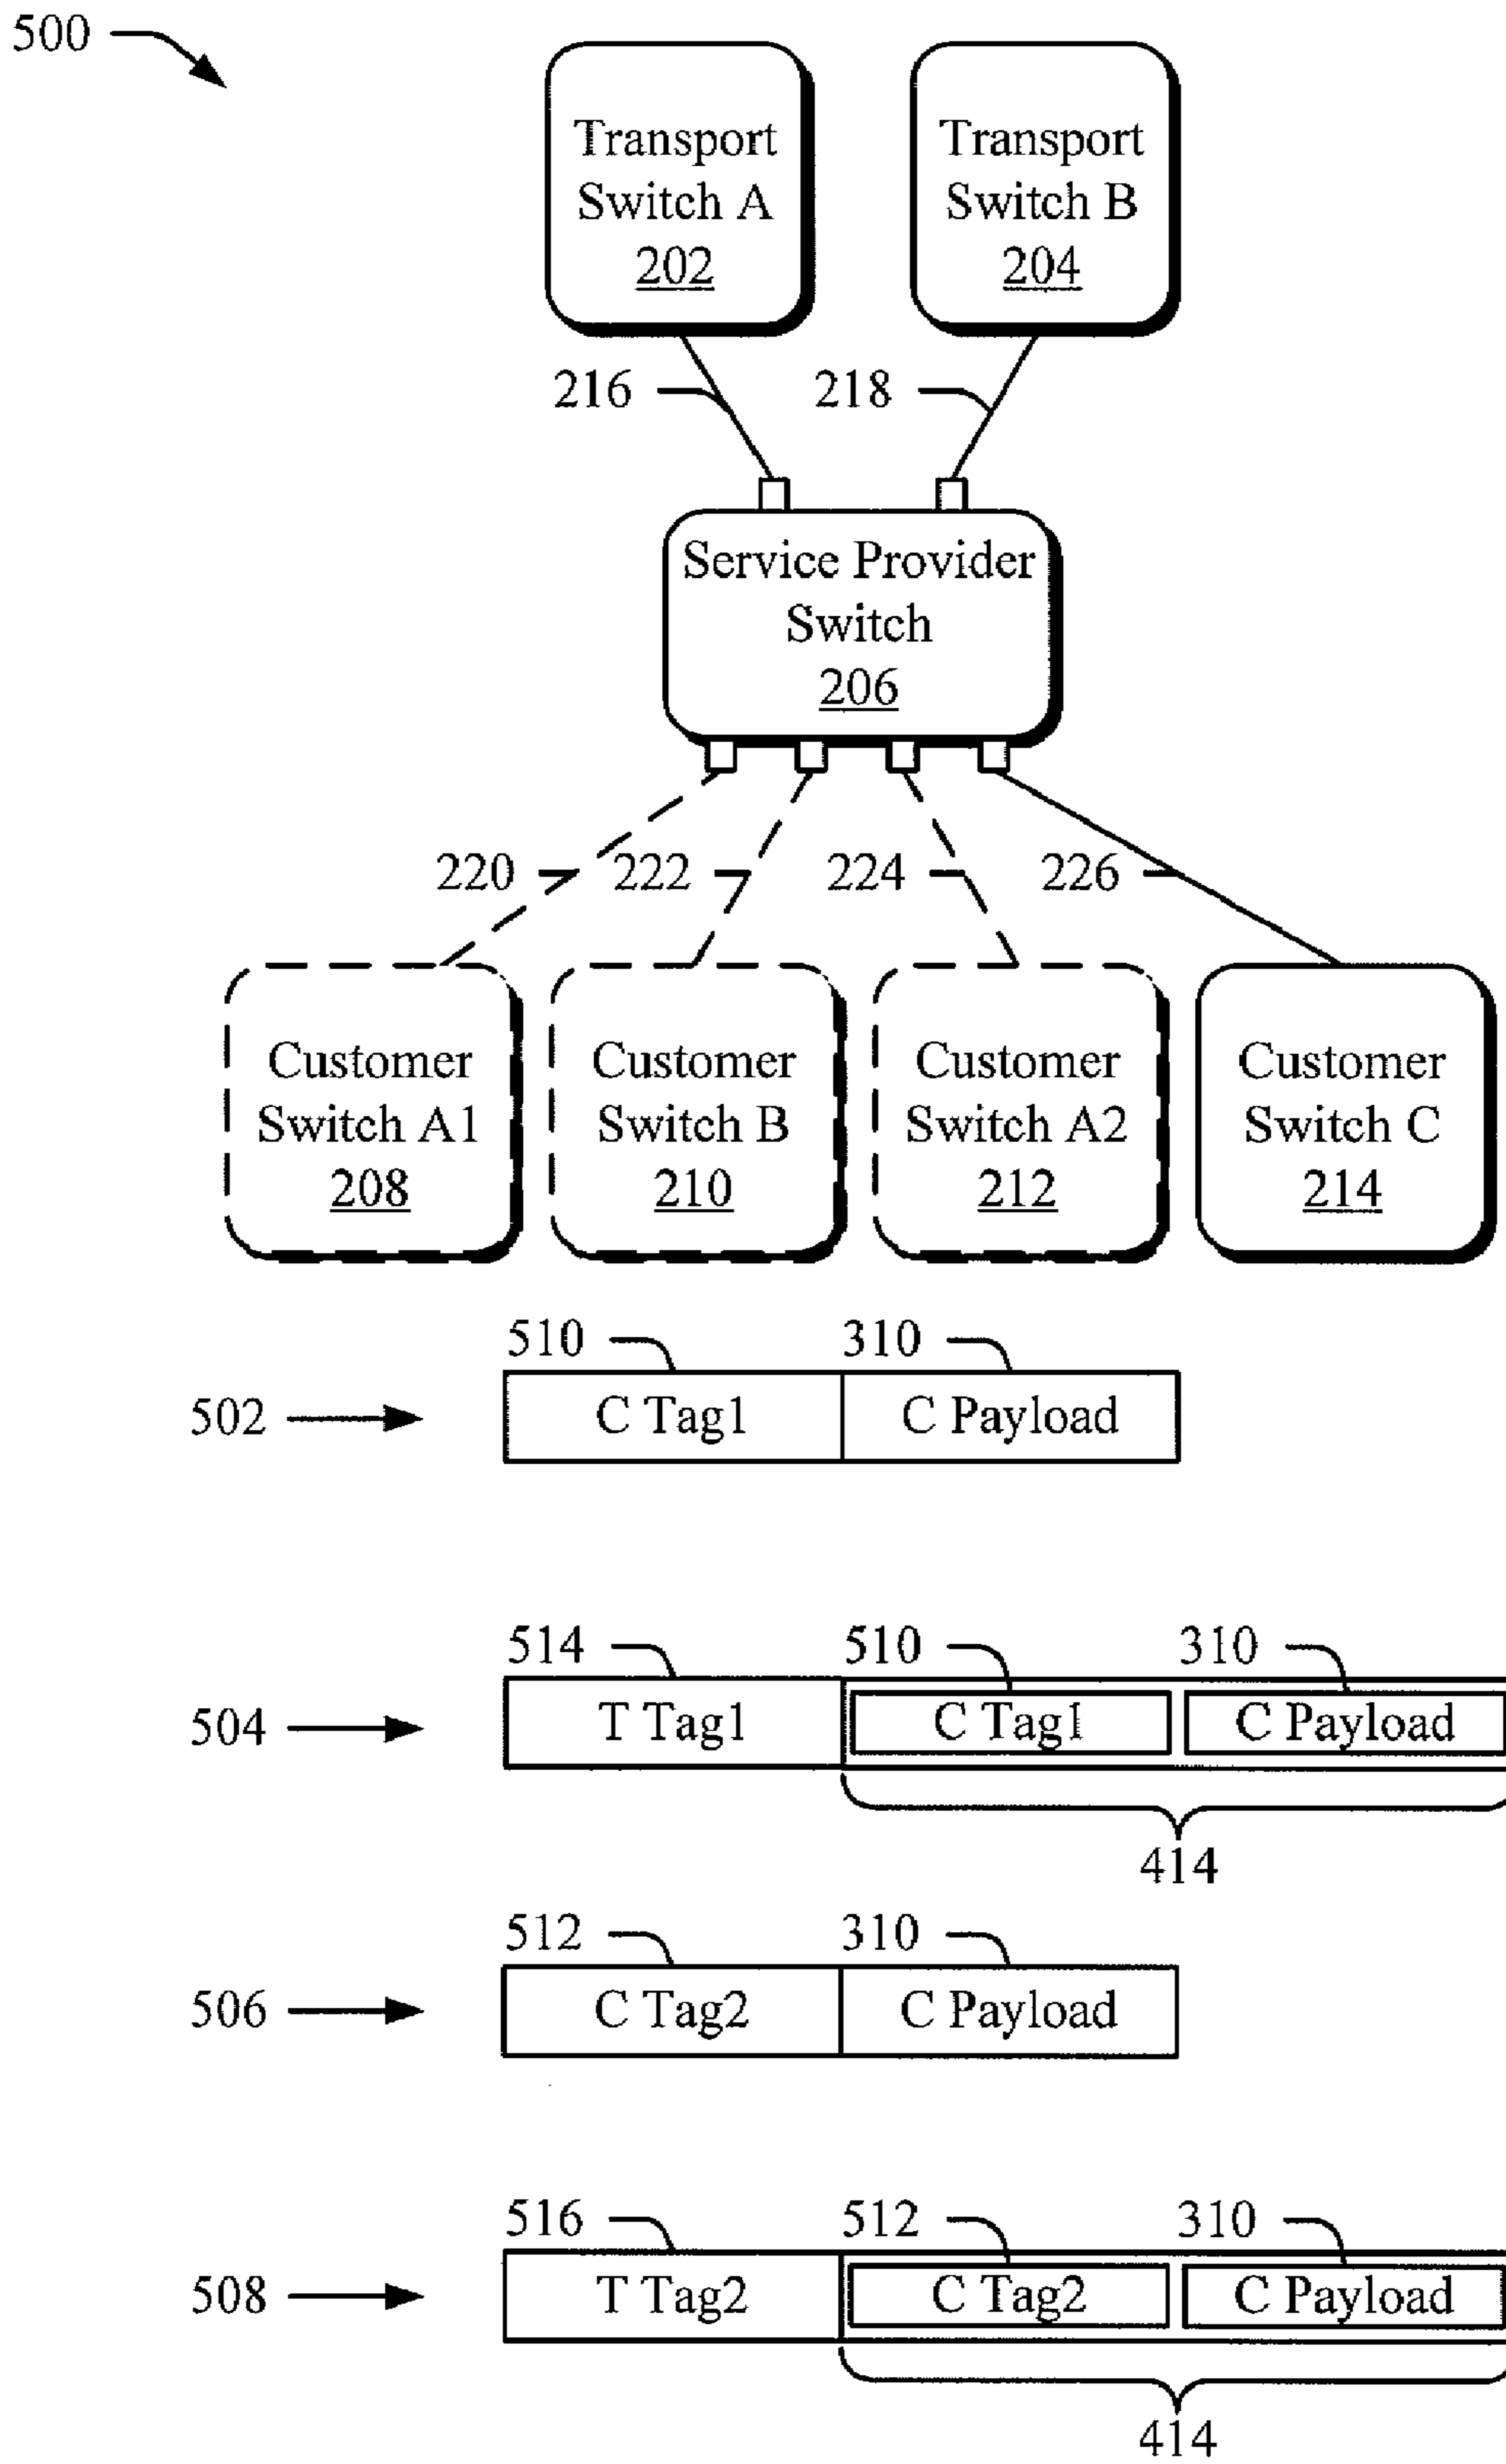 500
Transport Transport
Switch A Switch B
202 204
216 218
Service Provider
Switch
206
220 222 224 226
Customer Customer Customer Customer
Switch A1 Switch B Switch A2 Switch C
208 210 212 214
510 310
502 C Tag1 C Payload
514 510 310
504 T Tag1 C Tag1 C Payload
414
512 310
506 C Tag2 C Payload
516 512 310
508 T Tag2 C Tag2 C Payload
414